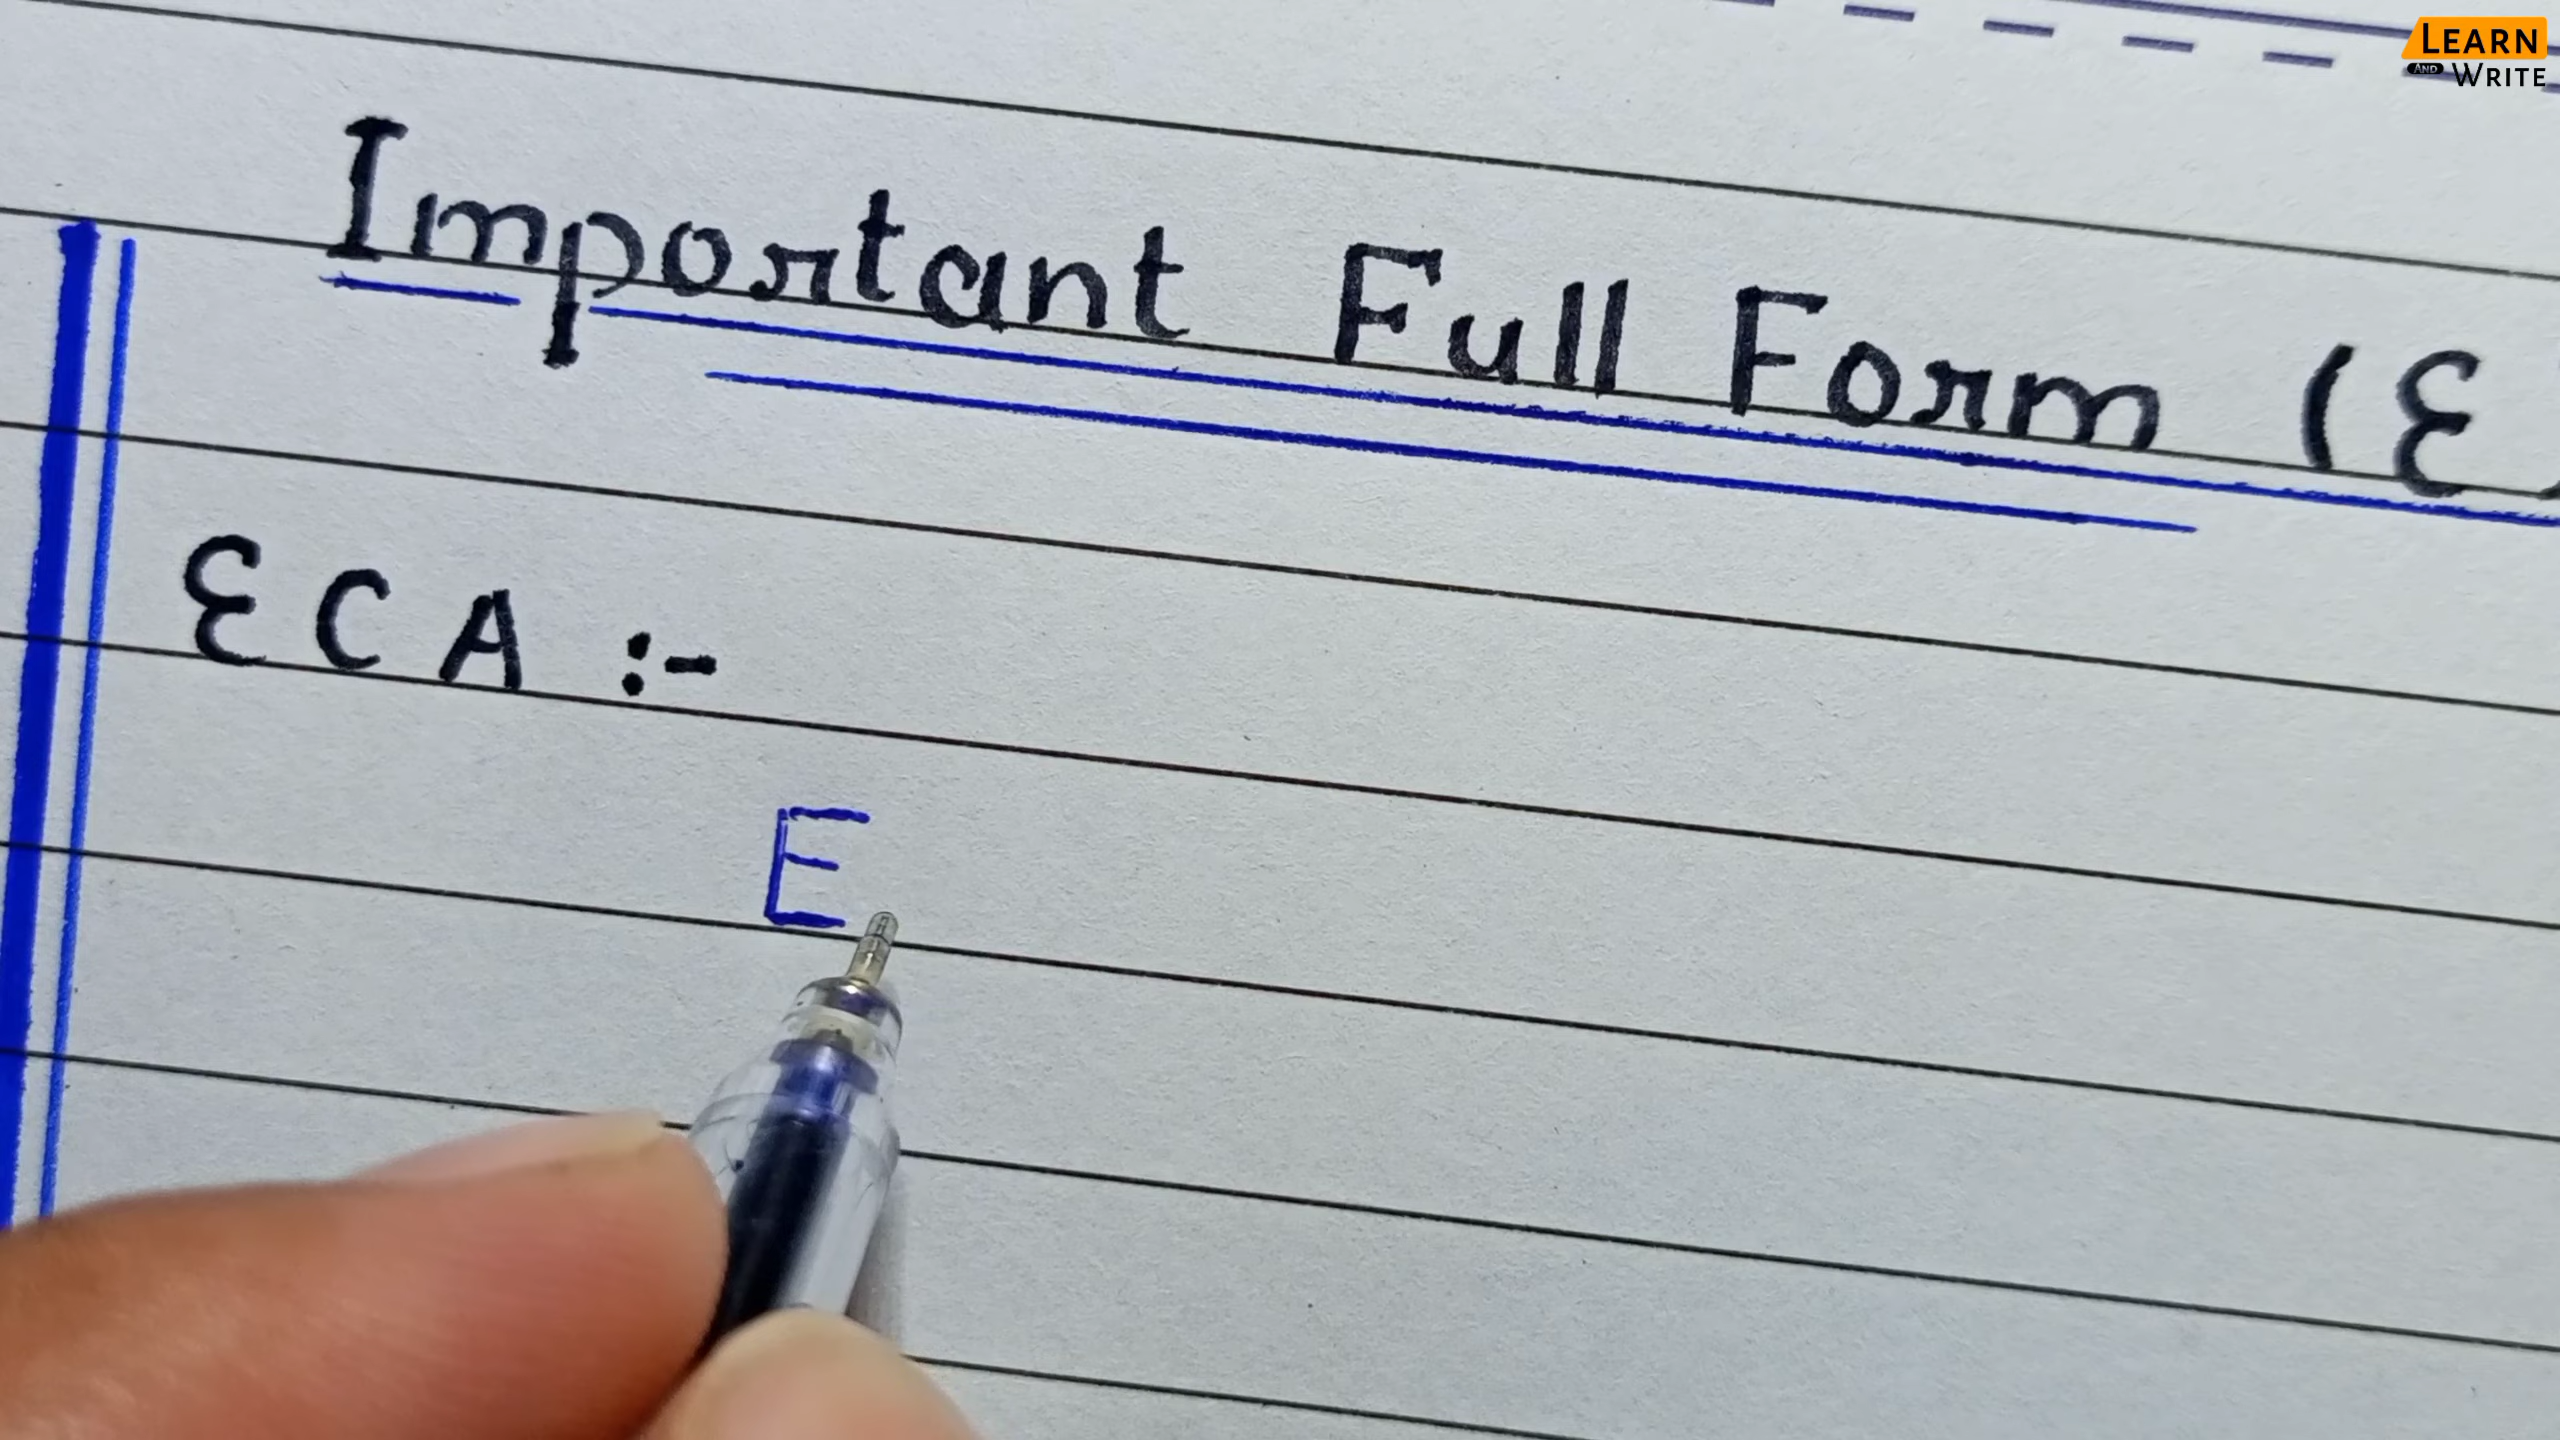 LEARN
AND WRITE
Important Full Form (E)
ECA :-
E